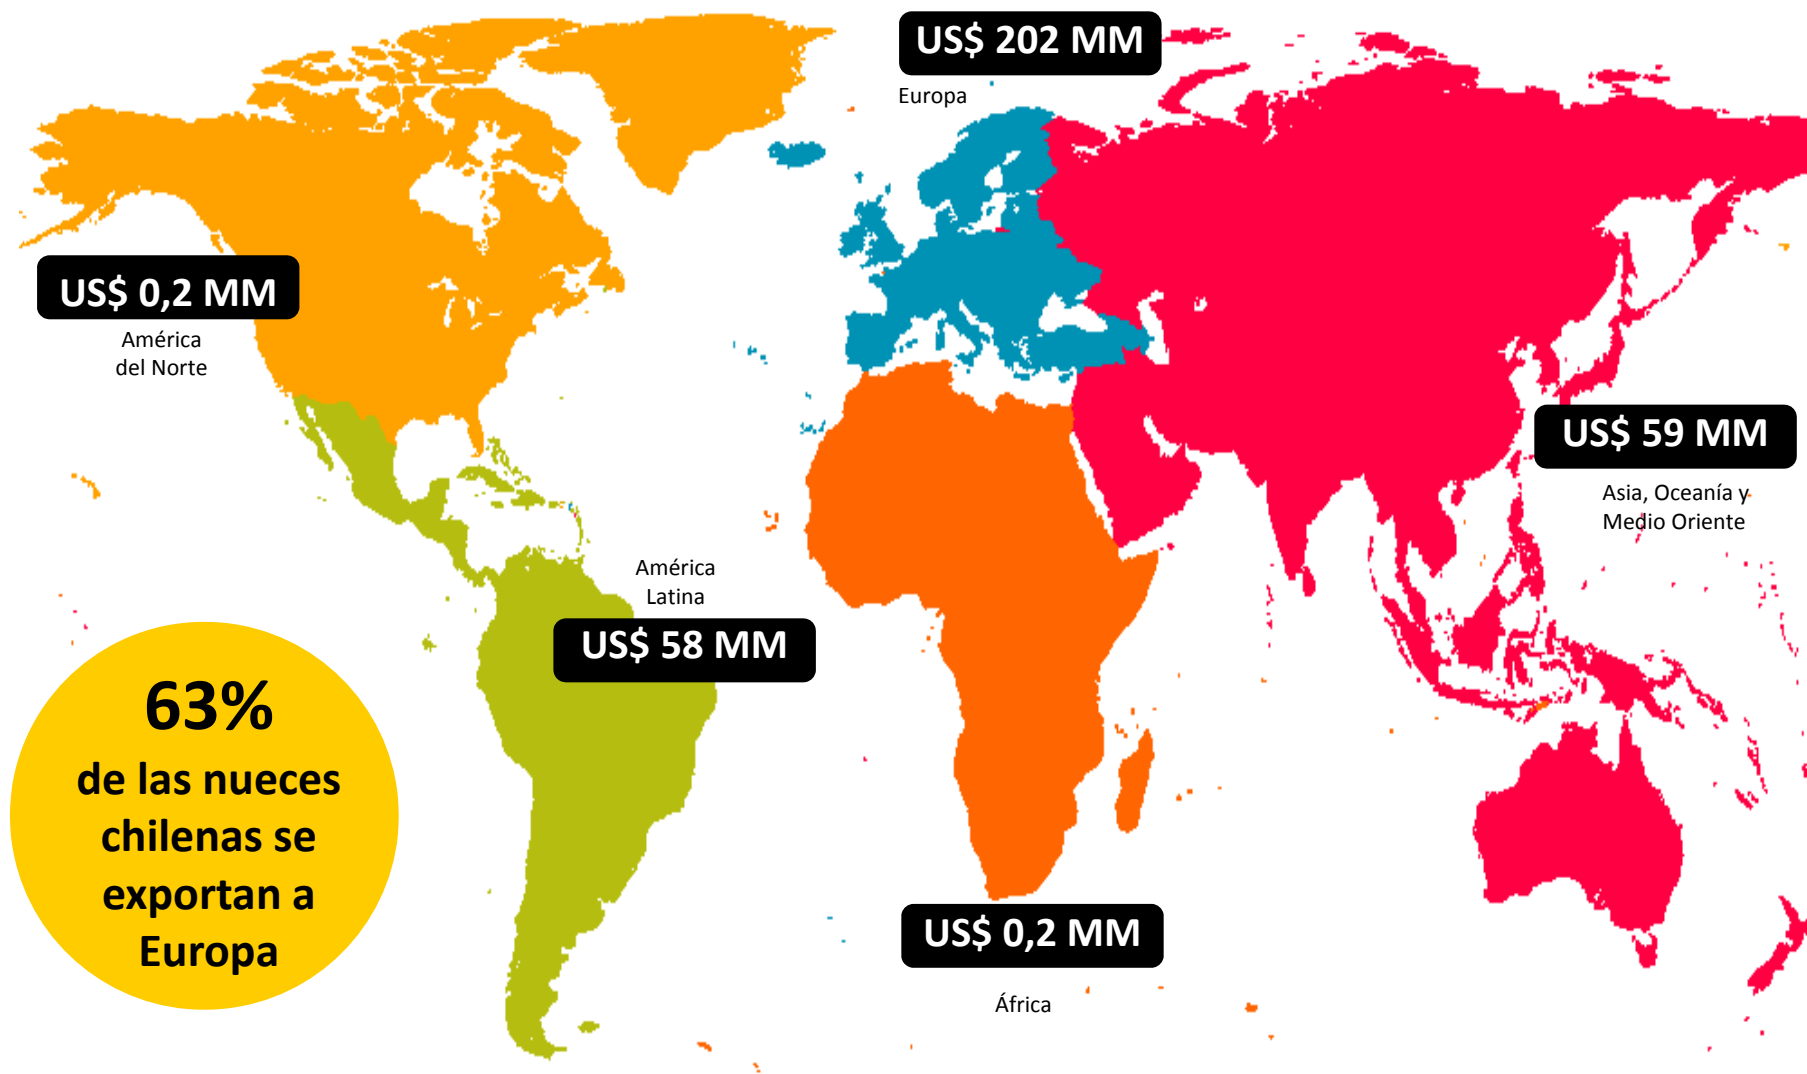 US$ 202 MM
Europa
US$ 0,2 MM
América
del Norte
US$ 59 MM
Asia, Oceanía y
Medio Oriente
América
Latina
US$ 58 MM
63%
de las nueces
chilenas se
exportan a
Europa
US$ 0,2 MM
África